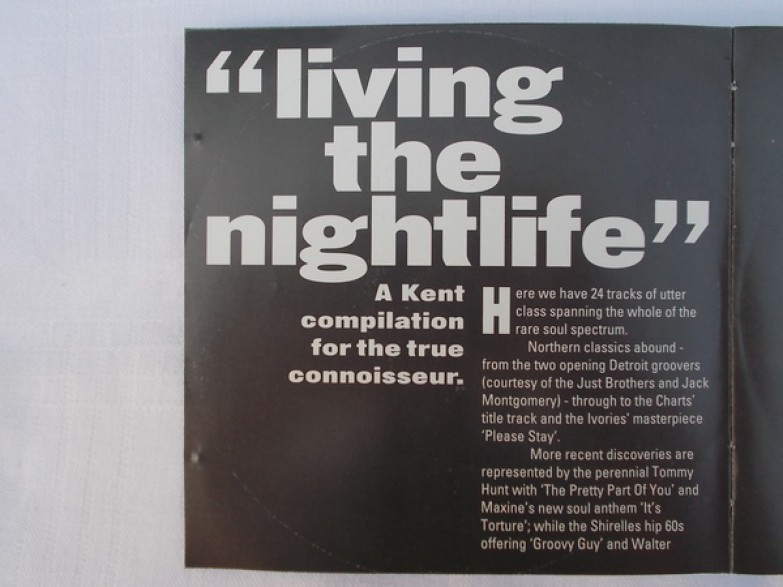 “living
the
nightlife”
A Kent
compilation
for the true
connoisseur.
Here we have 24 tracks of utter
class spanning the whole of the
rare soul spectrum.
Northern classics abound -
from the two opening Detroit groovers
(courtesy of the Just Brothers and Jack
Montgomery) - through to the Charts’
title track and the Ivories’ masterpiece
‘Please Stay’.
More recent discoveries are
represented by the perennial Tommy
Hunt with ‘The Pretty Part Of You’ and
Maxine’s new soul anthem ‘It’s
Torture’; while the Shirelles hip 60s
offering ‘Groovy Guy’ and Walter